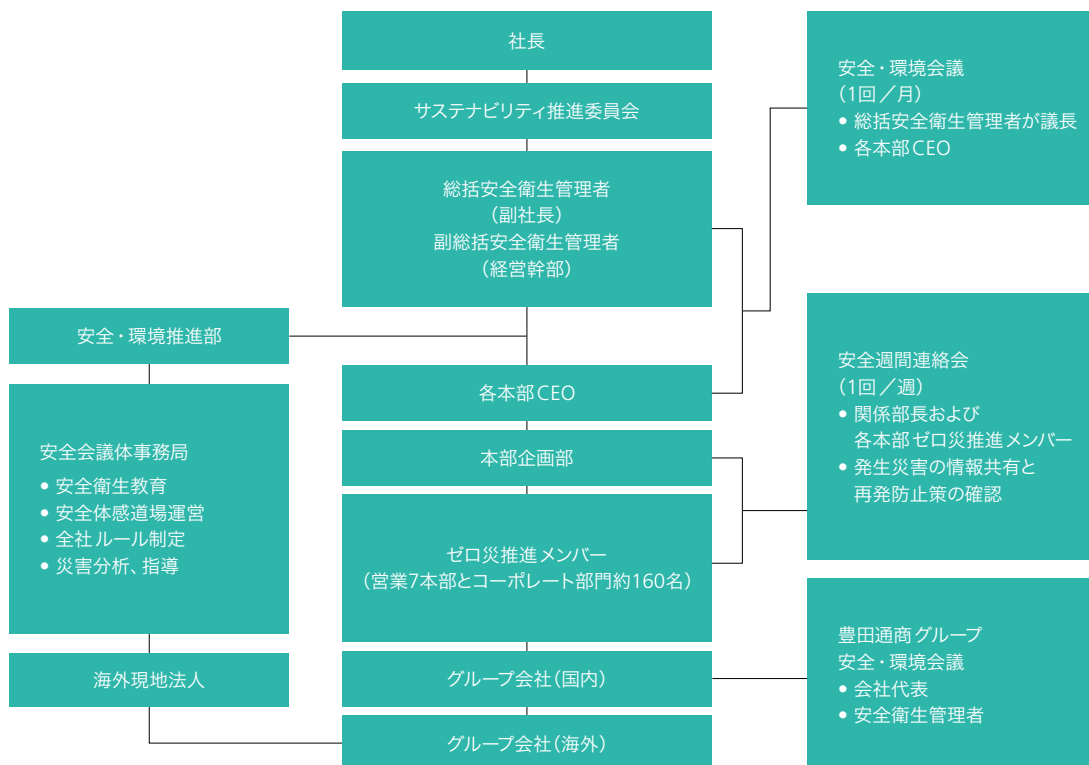 社長
サステナビリティ推進委員会
総括安全衛生管理者
(副社長)
副総括安全衛生管理者
(経営幹部)
安全・環境推進部
各本部CEO
本部企画部
安全会議体事務局
• 安全衛生教育
• 安全体感道場運営
• 全社ルール制定
• 災害分析、指導
ゼロ災推進メンバー
(営業7本部とコーポレート部門約160名)
海外現地法人
グループ会社(国内)
グループ会社(海外)
安全・環境会議
(1回／月)
• 総括安全衛生管理者が議長
• 各本部CEO
安全週間連絡会
(1回／週)
• 関係部長および
各本部ゼロ災推進メンバー
• 発生災害の情報共有と
再発防止策の確認
豊田通商グループ
安全・環境会議
• 会社代表
• 安全衛生管理者